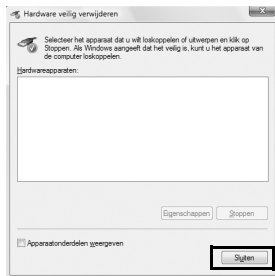 Hardware veilig verwijderen
Selecteer het apparaat dat u wilt loskoppelen of uitwerpen en klik op
Stoppen. Als Windows aangeeft dat het veilig is, kunt u het apparaat van
de computer loskoppelen.
Hardwareapparaten:
Eigenschappen Stoppen
Apparaatonderdelen weergeven
Sluiten